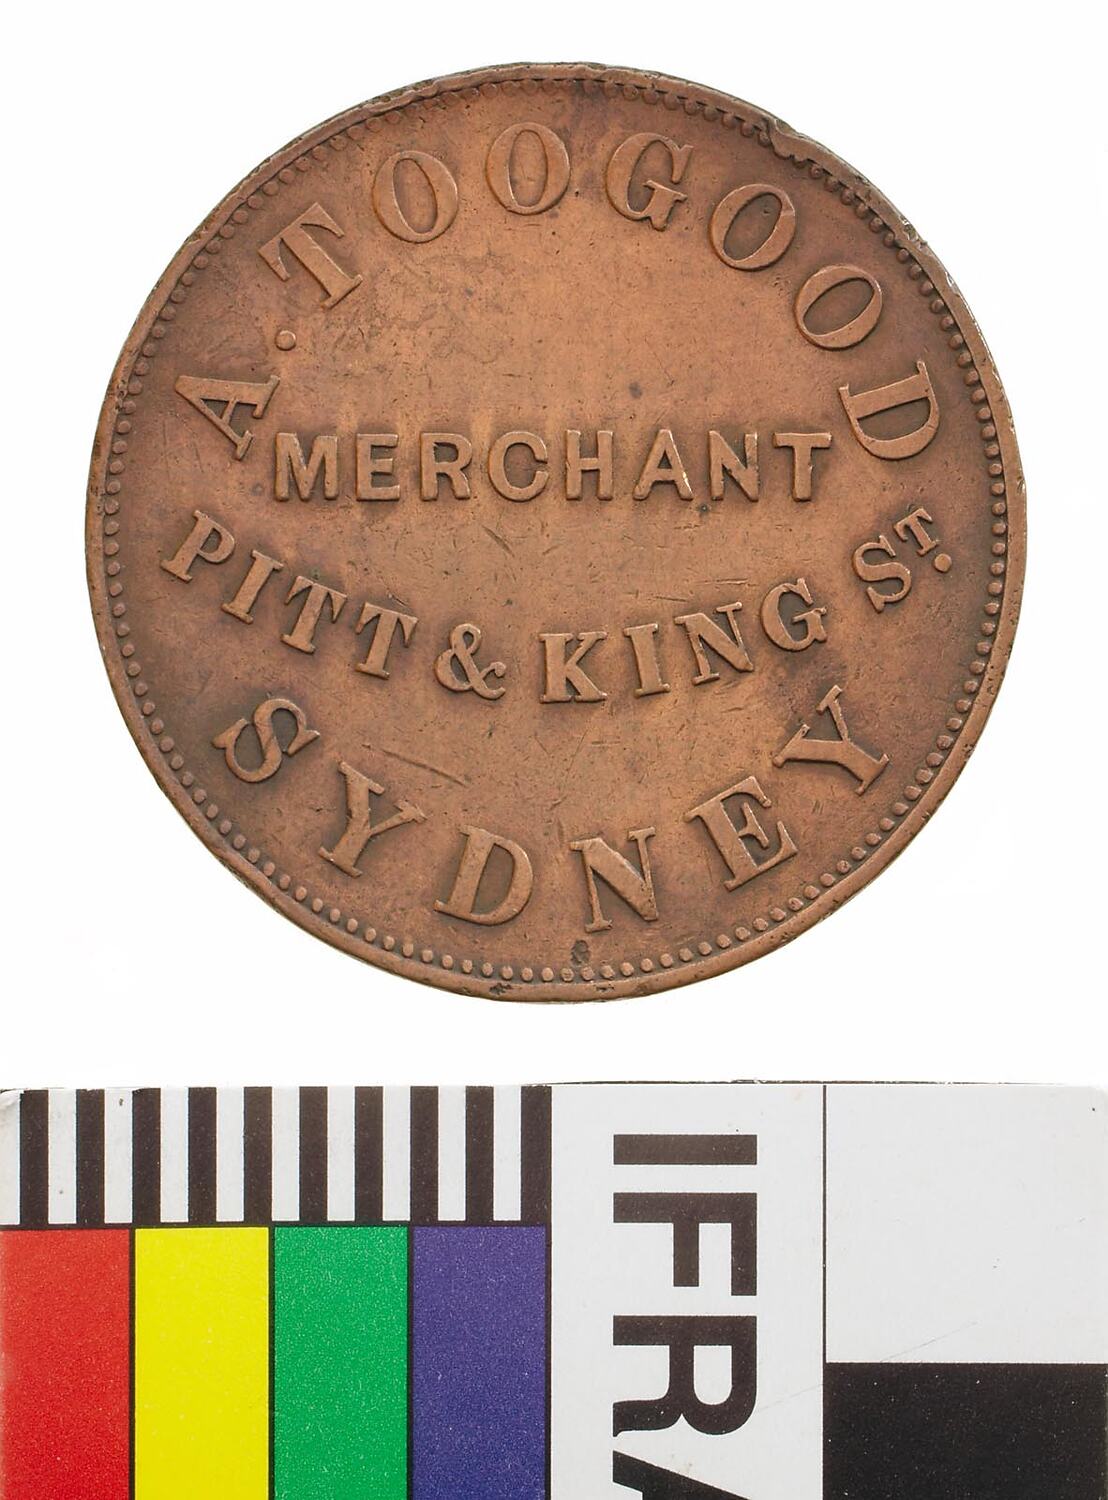 A. TOOGOOD
MERCHANT
PITT & KING ST.
SYDNEY
IFRA